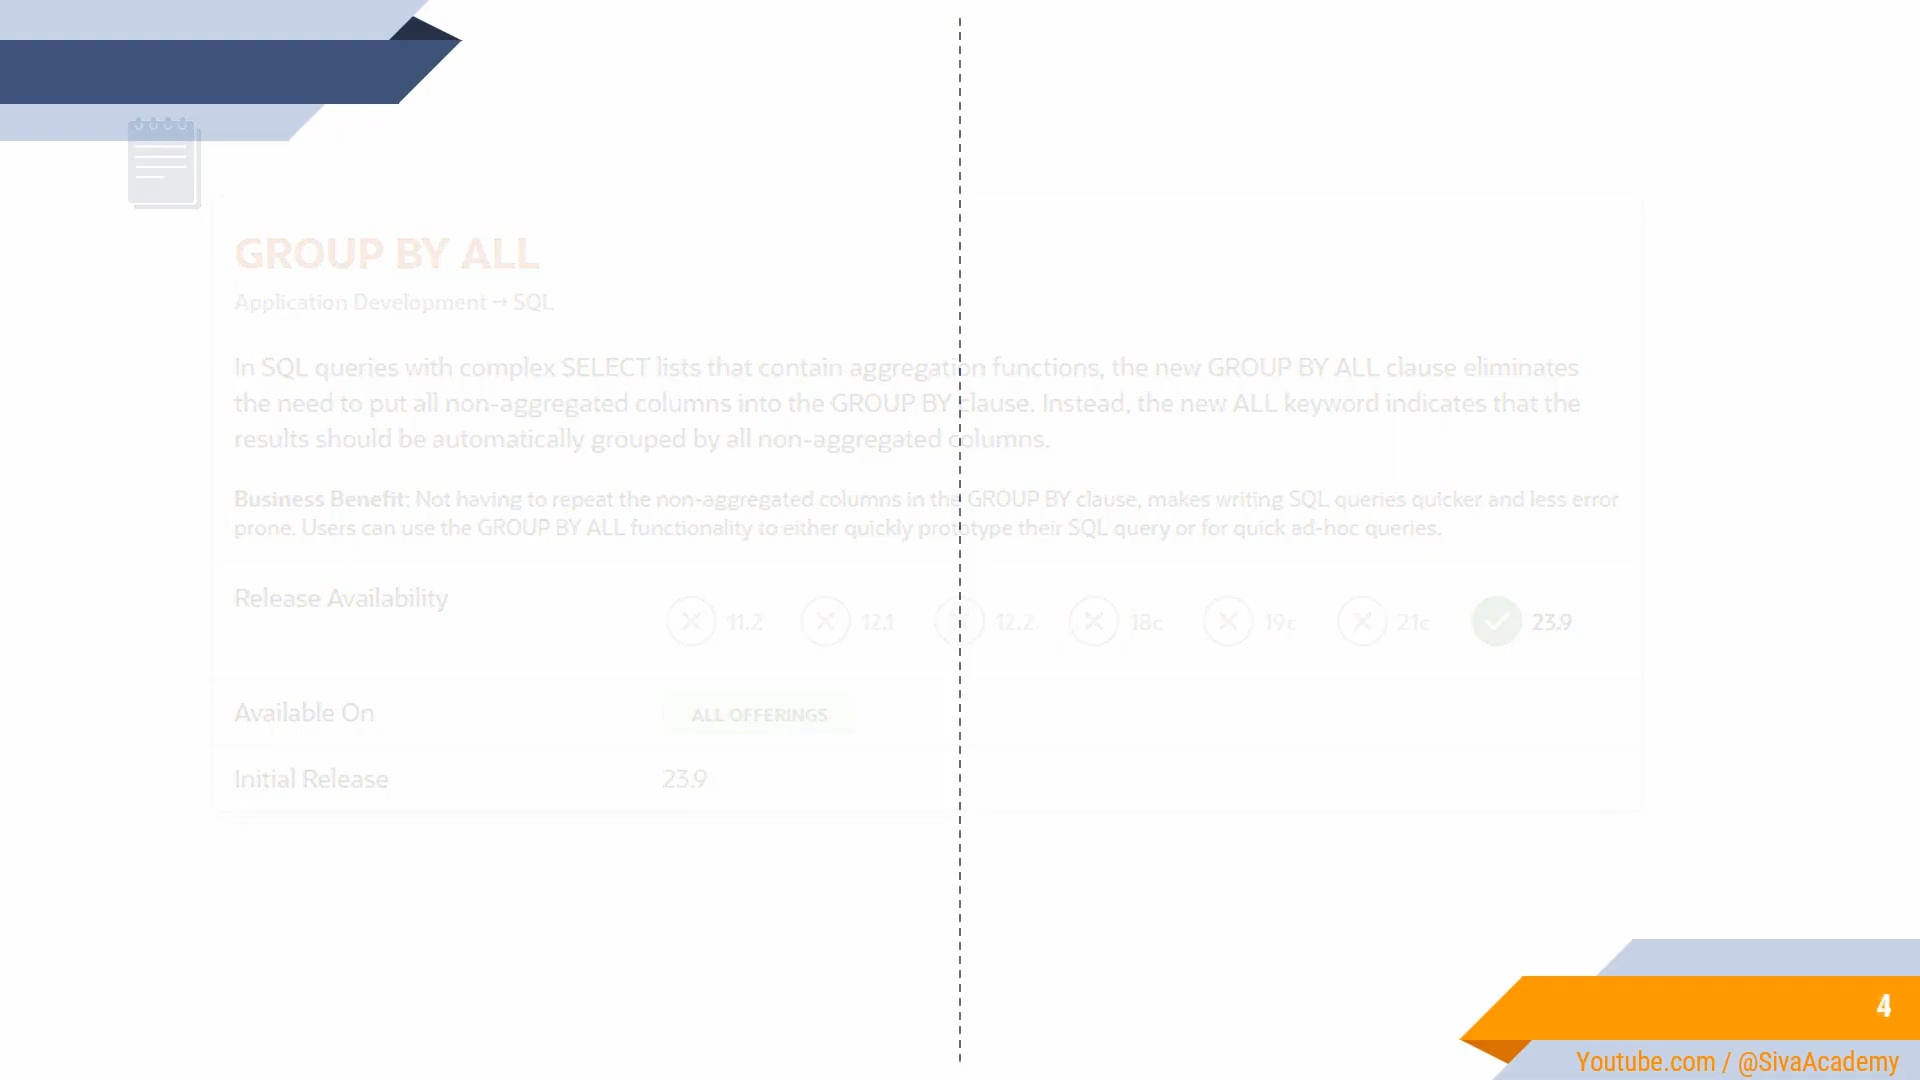 GROUP BY ALL
Application Development → SQL
In SQL queries with complex SELECT lists that contain aggregation functions, the new GROUP BY ALL clause eliminates
the need to put all non-aggregated columns into the GROUP BY clause. Instead, the new ALL keyword indicates that the
results should be automatically grouped by all non-aggregated columns.
Business Benefit: Not having to repeat the non-aggregated columns in the GROUP BY clause, makes writing SQL queries quicker and less error
prone. Users can use the GROUP BY ALL functionality to either quickly prototype their SQL query or for quick ad-hoc queries.
Release Availability
11.2 12.1 12.2 18c 19c 21c 23.9
Available On ALL OFFERINGS
Initial Release 23.9
4
Youtube.com / @SivaAcademy